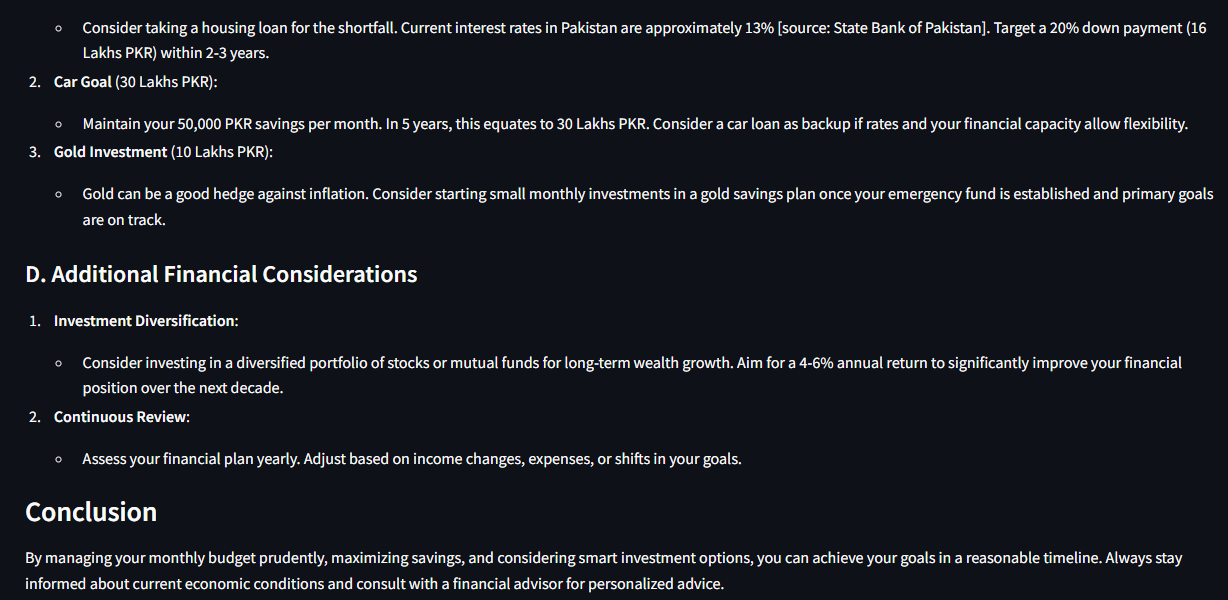 Consider taking a housing loan for the shortfall. Current interest rates in Pakistan are approximately 13% [source: State Bank of Pakistan]. Target a 20% down payment (16
Lakhs PKR) within 2-3 years.
2. Car Goal (30 Lakhs PKR):
Maintain your 50,000 PKR savings per month. In 5 years, this equates to 30 Lakhs PKR. Consider a car loan as backup if rates and your financial capacity allow flexibility.
3. Gold Investment (10 Lakhs PKR):
Gold can be a good hedge against inflation. Consider starting small monthly investments in a gold savings plan once your emergency fund is established and primary goals
are on track.
D. Additional Financial Considerations
1. Investment Diversification:
Consider investing in a diversified portfolio of stocks or mutual funds for long-term wealth growth. Aim for a 4-6% annual return to significantly improve your financial
position over the next decade.
2. Continuous Review:
Assess your financial plan yearly. Adjust based on income changes, expenses, or shifts in your goals.
Conclusion
By managing your monthly budget prudently, maximizing savings, and considering smart investment options, you can achieve your goals in a reasonable timeline. Always stay
informed about current economic conditions and consult with a financial advisor for personalized advice.